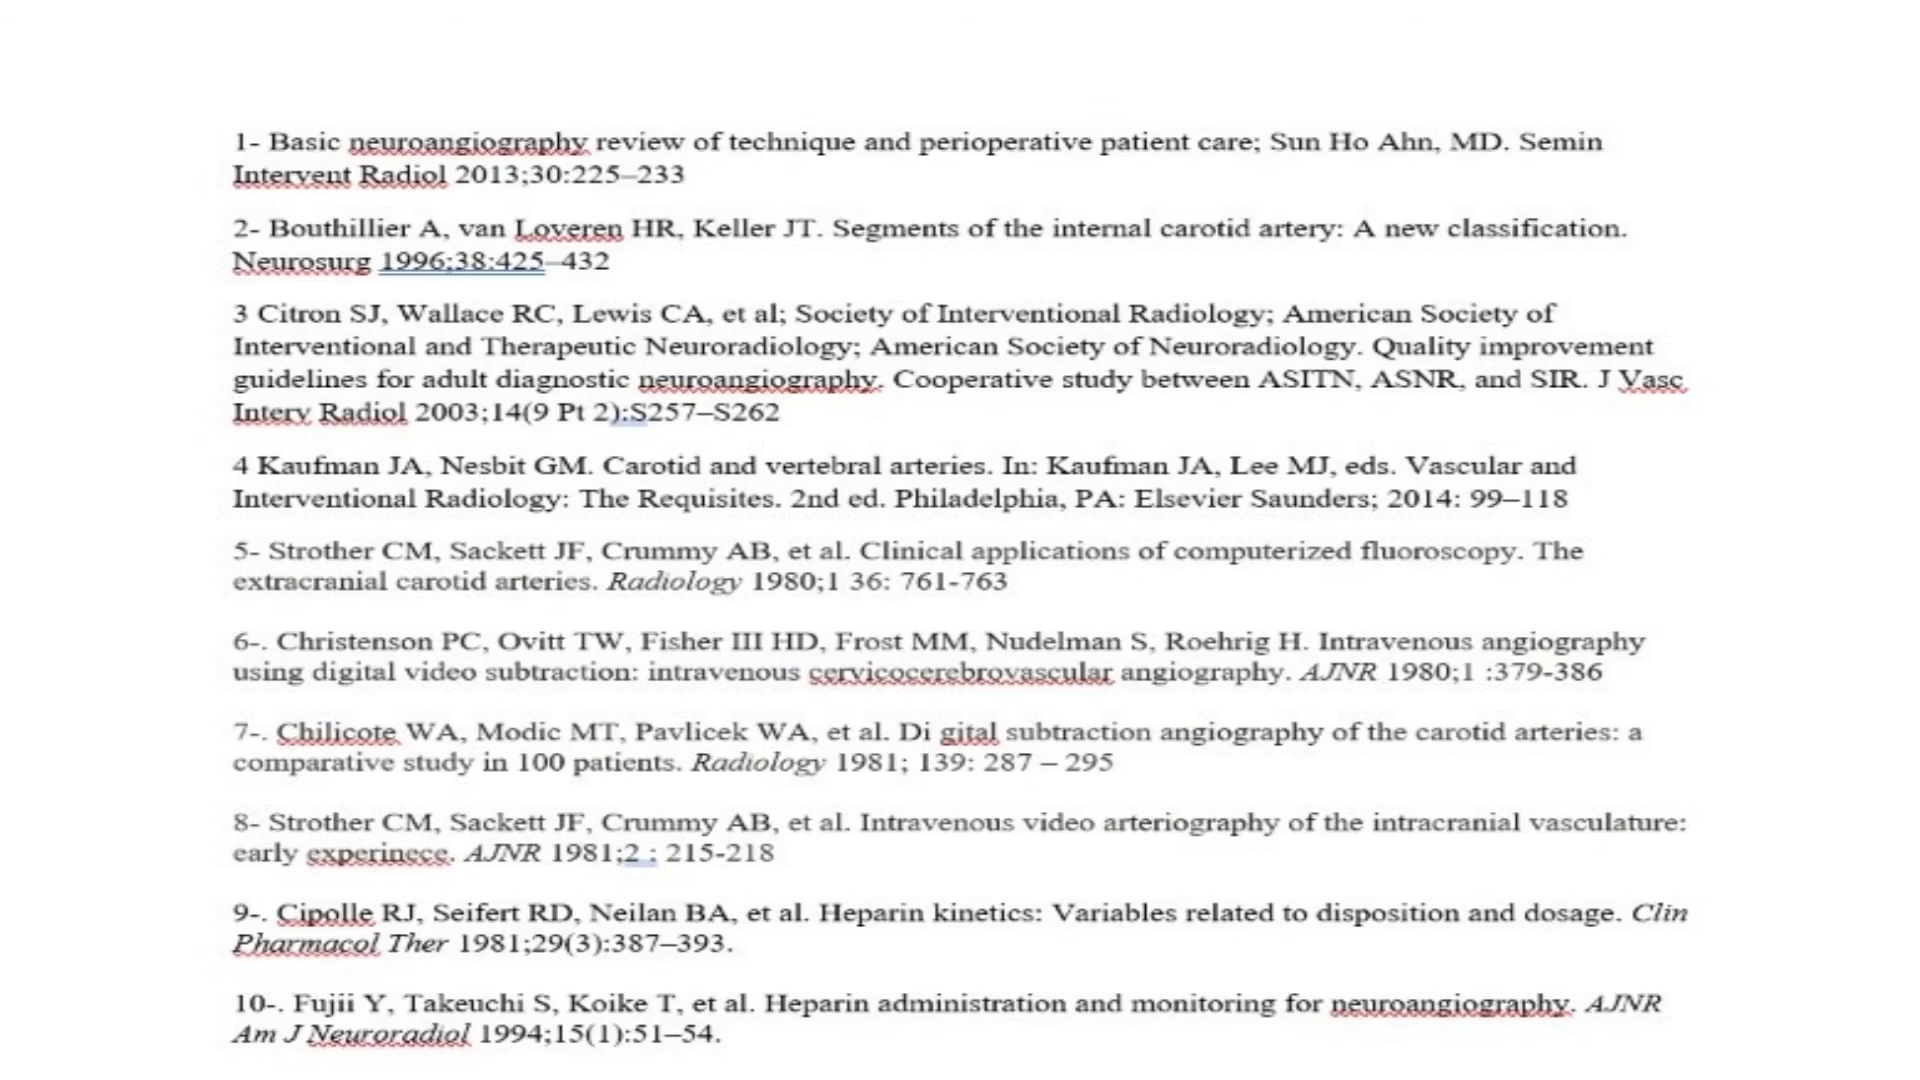 1- Basic neuroangiography review of technique and perioperative patient care; Sun Ho Ahn, MD. Semin
Intervent Radiol 2013;30:225–233
2- Bouthillier A, van Loveren HR, Keller JT. Segments of the internal carotid artery: A new classification.
Neurosurg 1996;38:425–432
3 Citron SJ, Wallace RC, Lewis CA, et al; Society of Interventional Radiology; American Society of
Interventional and Therapeutic Neuroradiology; American Society of Neuroradiology. Quality improvement
guidelines for adult diagnostic neuroangiography. Cooperative study between ASITN, ASNR, and SIR. J Vasc
Interv Radiol 2003;14(9 Pt 2):S257–S262
4 Kaufman JA, Nesbit GM. Carotid and vertebral arteries. In: Kaufman JA, Lee MJ, eds. Vascular and
Interventional Radiology: The Requisites. 2nd ed. Philadelphia, PA: Elsevier Saunders; 2014: 99–118
5- Strother CM, Sackett JF, Crummy AB, et al. Clinical applications of computerized fluoroscopy. The
extracranial carotid arteries. Radiology 1980;1 36: 761-763
6-. Christenson PC, Ovitt TW, Fisher III HD, Frost MM, Nudelman S, Roehrig H. Intravenous angiography
using digital video subtraction: intravenous cervicocerebrovascular angiography. AJNR 1980;1 :379-386
7-. Chilicote WA, Modic MT, Pavlicek WA, et al. Di gital subtraction angiography of the carotid arteries: a
comparative study in 100 patients. Radiology 1981; 139: 287 – 295
8- Strother CM, Sackett JF, Crummy AB, et al. Intravenous video arteriography of the intracranial vasculature:
early experinece. AJNR 1981;2 : 215-218
9-. Cipolle RJ, Seifert RD, Neilan BA, et al. Heparin kinetics: Variables related to disposition and dosage. Clin
Pharmacol Ther 1981;29(3):387–393.
10-. Fujii Y, Takeuchi S, Koike T, et al. Heparin administration and monitoring for neuroangiography. AJNR
Am J Neuroradiol 1994;15(1):51–54.